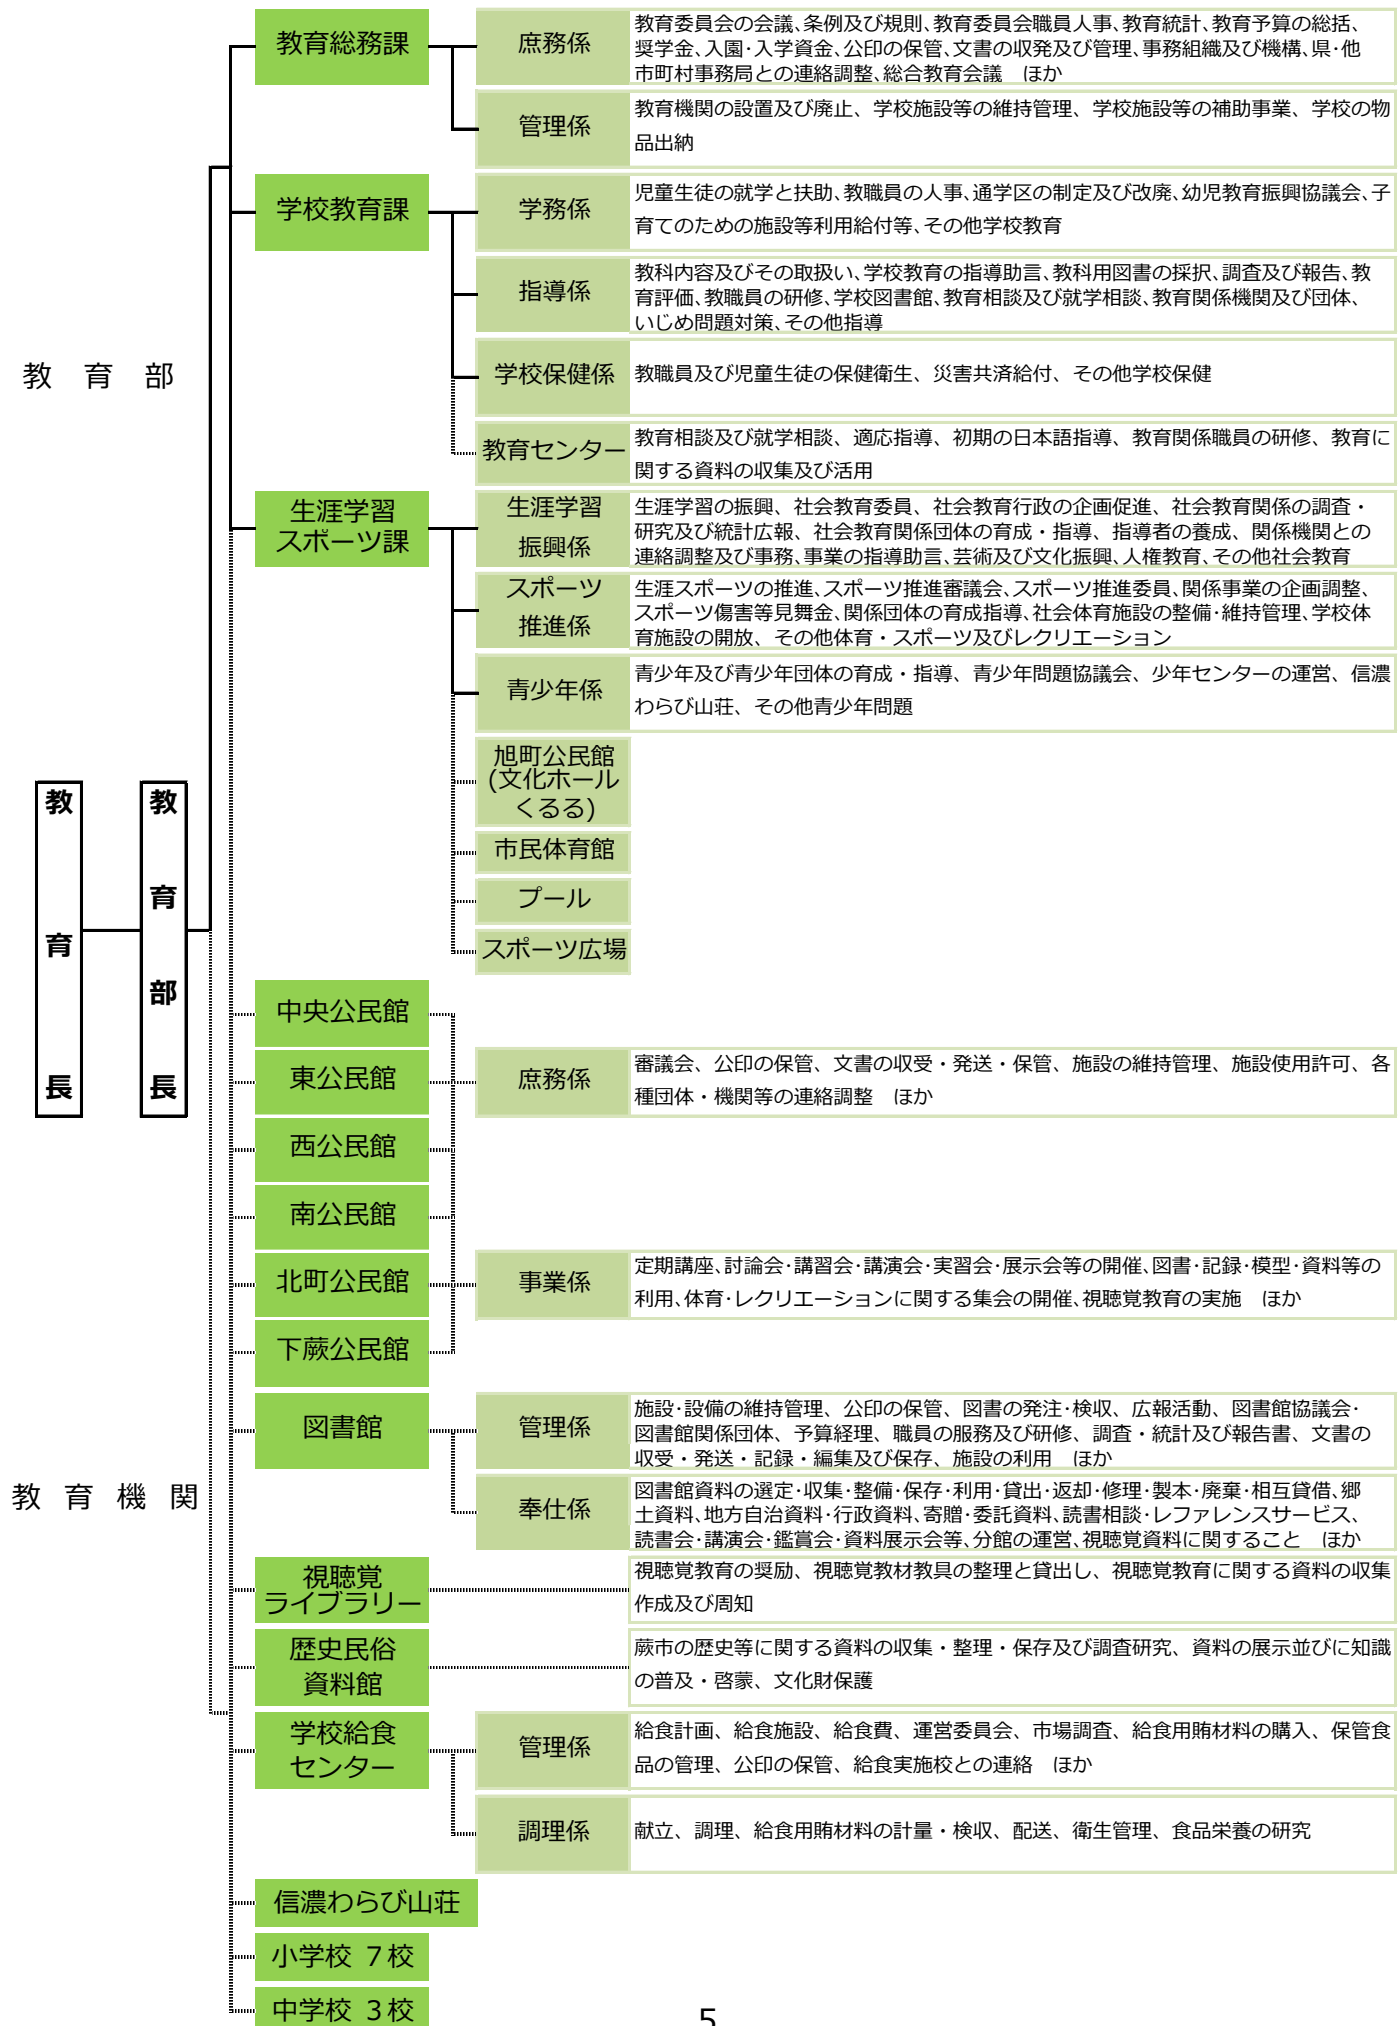 教育総務課
庶務係
教育委員会の会議、条例及び規則、教育委員会職員人事、教育統計、教育予算の総括、
奨学金、入園･入学資金、公印の保管、文書の収発及び管理、事務組織及び機構、県･他
市町村事務局との連絡調整、総合教育会議　ほか
管理係
教育機関の設置及び廃止、学校施設等の維持管理、学校施設等の補助事業、学校の物
品出納
学校教育課
学務係
児童生徒の就学と扶助、教職員の人事、通学区の制定及び改廃、幼児教育振興協議会、子
育てのための施設等利用給付等、その他学校教育
指導係
教科内容及びその取扱い、学校教育の指導助言、教科用図書の採択、調査及び報告、教
育評価、教職員の研修、学校図書館、教育相談及び就学相談、教育関係機関及び団体、
いじめ問題対策、その他指導
教　育　部
学校保健係
教職員及び児童生徒の保健衛生、災害共済給付、その他学校保健
教育センター
教育相談及び就学相談、適応指導、初期の日本語指導、教育関係職員の研修、教育に
関する資料の収集及び活用
生涯学習
スポーツ課
生涯学習
振興係
生涯学習の振興、社会教育委員、社会教育行政の企画促進、社会教育関係の調査・
研究及び統計広報、社会教育関係団体の育成・指導、指導者の養成、関係機関との
連絡調整及び事務、事業の指導助言、芸術及び文化振興、人権教育、その他社会教育
スポーツ
推進係
生涯スポーツの推進、スポーツ推進審議会、スポーツ推進委員、関係事業の企画調整、
スポーツ傷害等見舞金、関係団体の育成指導、社会体育施設の整備･維持管理、学校体
育施設の開放、その他体育・スポーツ及びレクリエーション
青少年係
青少年及び青少年団体の育成・指導、青少年問題協議会、少年センターの運営、信濃
わらび山荘、その他青少年問題
旭町公民館
(文化ホール
くるる)
市民体育館
プール
スポーツ広場
教育長
教育部長
中央公民館
東公民館
西公民館
南公民館
北町公民館
下蕨公民館
庶務係
審議会、公印の保管、文書の収受・発送・保管、施設の維持管理、施設使用許可、各
種団体・機関等の連絡調整　ほか
事業係
定期講座、討論会･講習会･講演会･実習会･展示会等の開催、図書･記録･模型･資料等の
利用、体育･レクリエーションに関する集会の開催、視聴覚教育の実施　ほか
教　育　機　関
図書館
管理係
施設･設備の維持管理、公印の保管、図書の発注･検収、広報活動、図書館協議会･
図書館関係団体、予算経理、職員の服務及び研修、調査・統計及び報告書、文書の
収受・発送・記録・編集及び保存、施設の利用　ほか
奉仕係
図書館資料の選定･収集･整備･保存･利用･貸出･返却･修理･製本･廃棄･相互貸借、郷
土資料、地方自治資料･行政資料、寄贈･委託資料、読書相談･レファレンスサービス、
読書会･講演会･鑑賞会･資料展示会等、分館の運営、視聴覚資料に関すること　ほか
視聴覚
ライブラリー
視聴覚教育の奨励、視聴覚教材教具の整理と貸出し、視聴覚教育に関する資料の収集
作成及び周知
歴史民俗
資料館
蕨市の歴史等に関する資料の収集・整理・保存及び調査研究、資料の展示並びに知識
の普及・啓蒙、文化財保護
学校給食
センター
管理係
給食計画、給食施設、給食費、運営委員会、市場調査、給食用賄材料の購入、保管食
品の管理、公印の保管、給食実施校との連絡　ほか
調理係
献立、調理、給食用賄材料の計量・検収、配送、衛生管理、食品栄養の研究
信濃わらび山荘
小学校 ７校
中学校 ３校
5